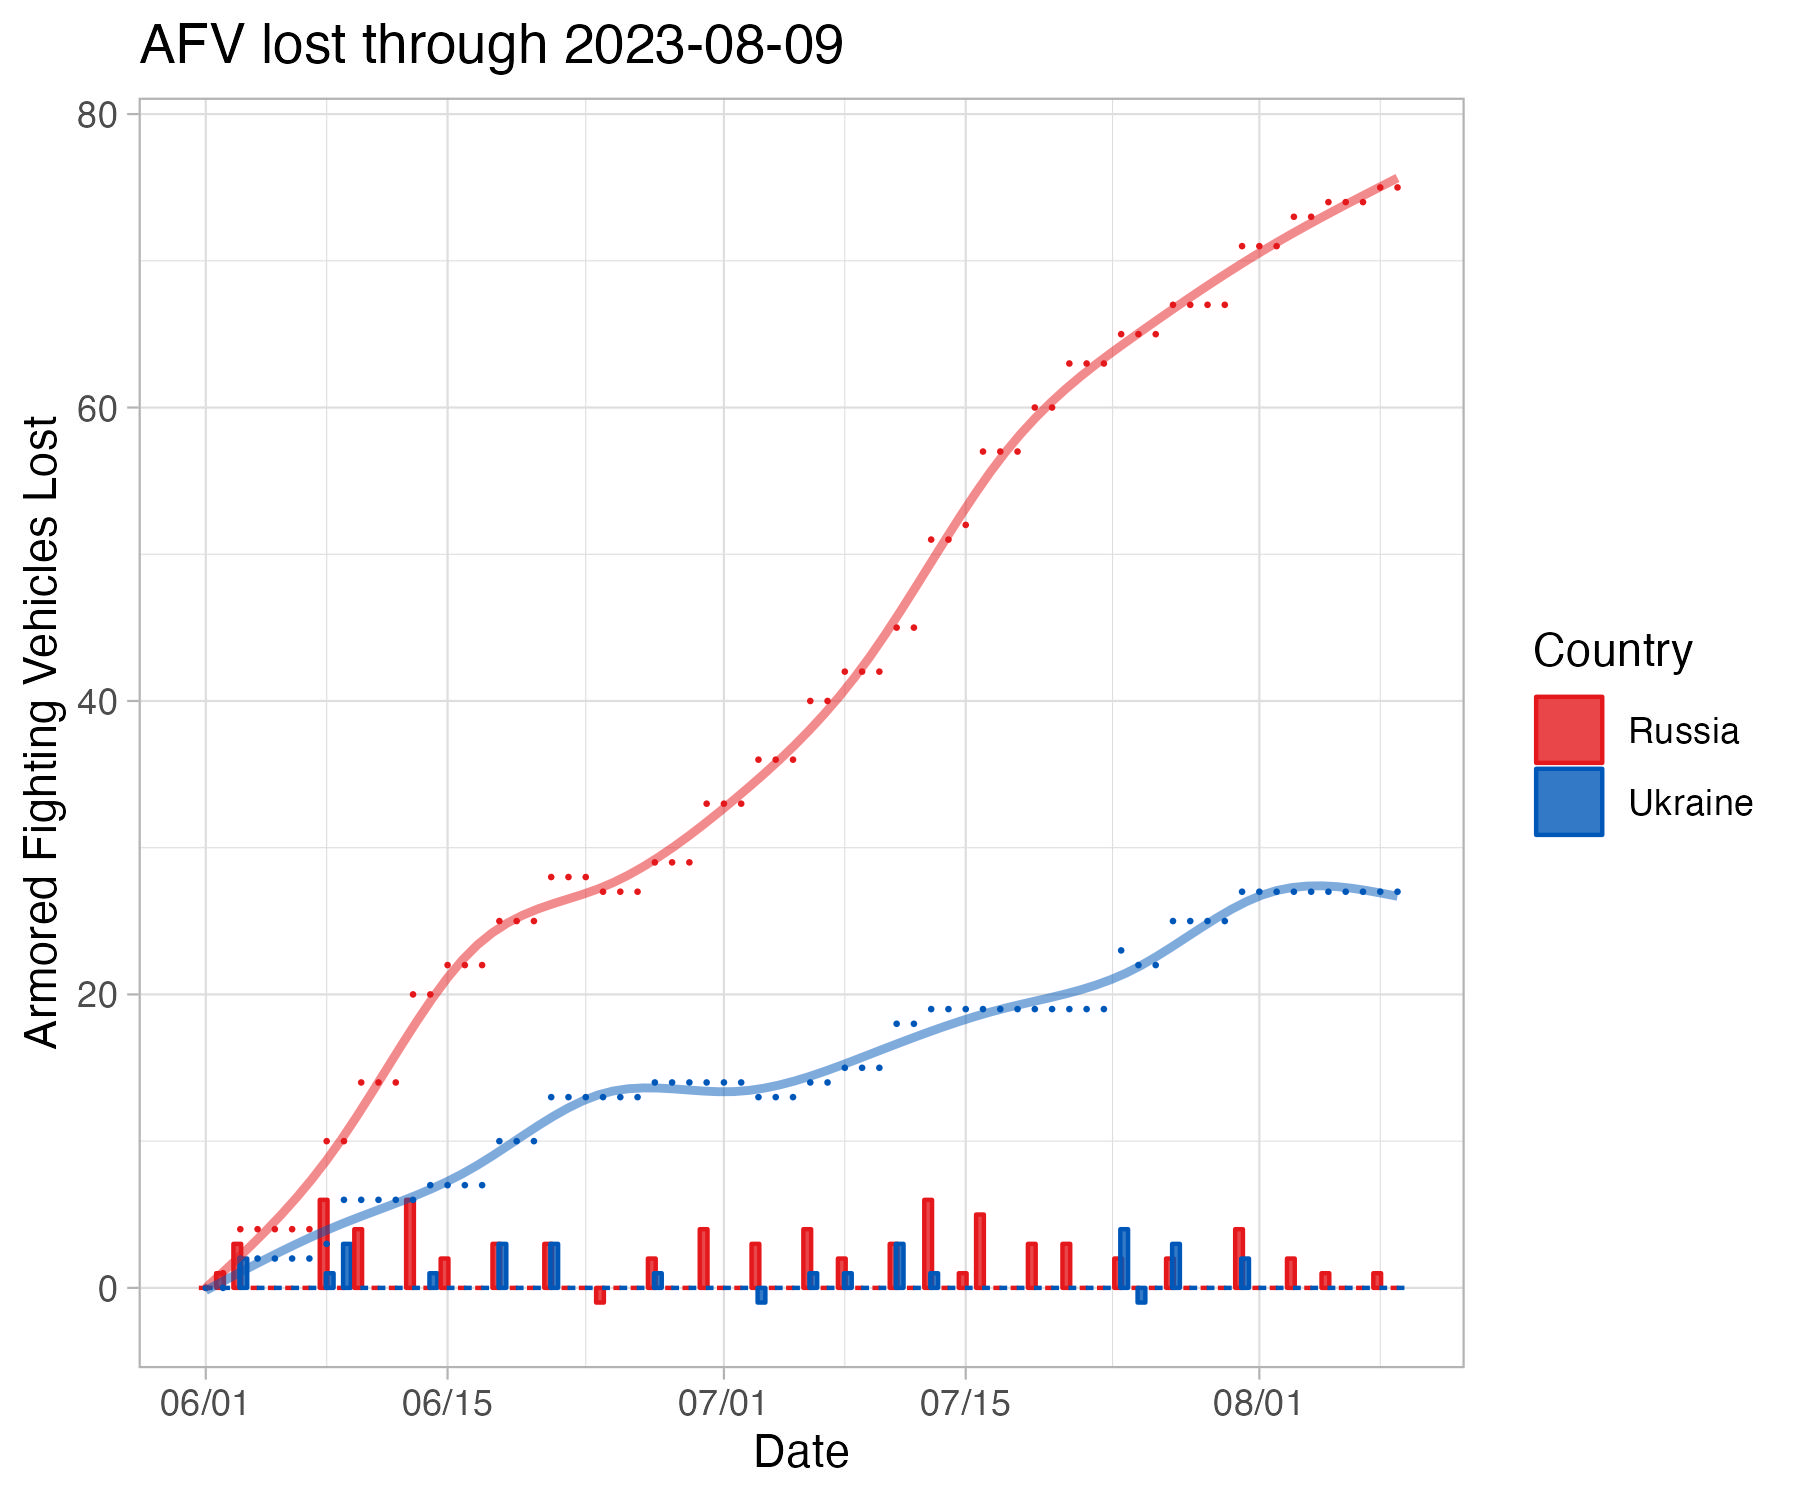 AFV lost through 2023-08-09
Armored Fighting Vehicles Lost
80
60
40
20
0
06/01
06/15
07/01
07/15
08/01
Date
Country
Russia
Ukraine